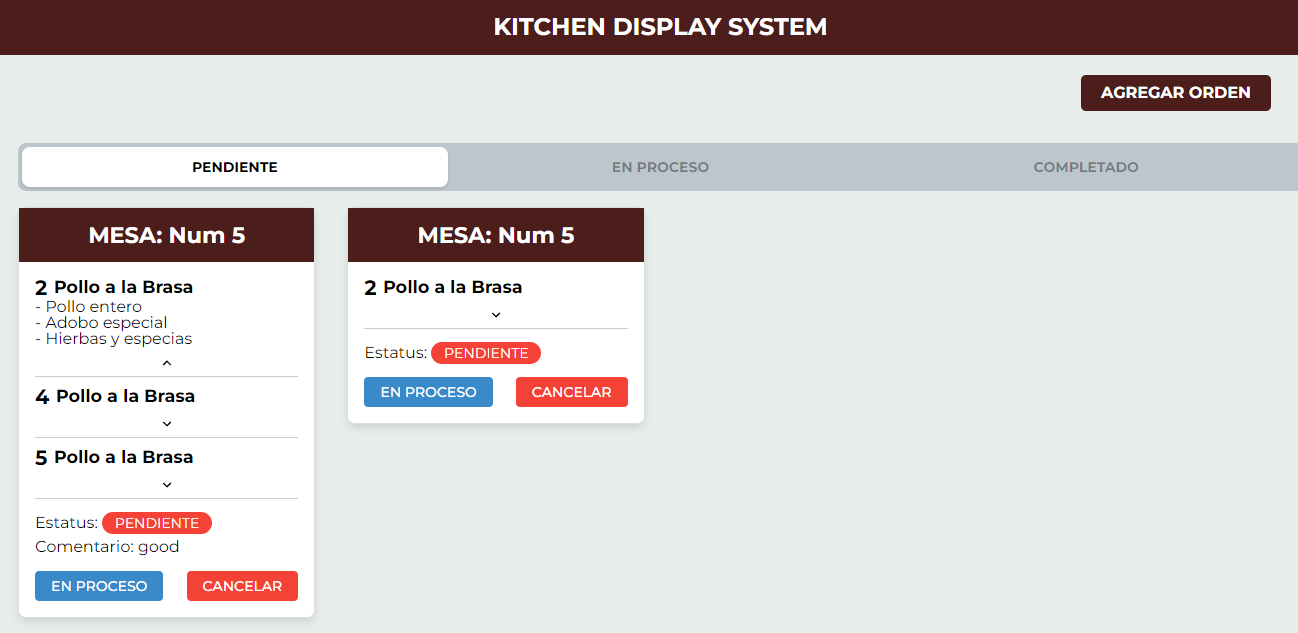 KITCHEN DISPLAY SYSTEM
AGREGAR ORDEN
PENDIENTE EN PROCESO COMPLETADO
MESA: Num 5
2 Pollo a la Brasa
- Pollo entero
- Adobo especial
- Hierbas y especias
4 Pollo a la Brasa
5 Pollo a la Brasa
Estatus: PENDIENTE
Comentario: good
EN PROCESO CANCELAR
MESA: Num 5
2 Pollo a la Brasa
Estatus: PENDIENTE
EN PROCESO CANCELAR